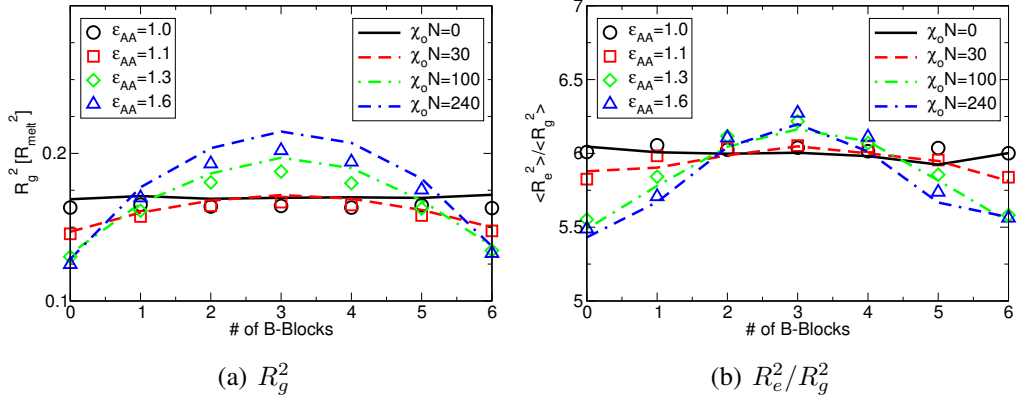 ε_AA=1.0
ε_AA=1.1
ε_AA=1.3
ε_AA=1.6
χ_oN=0
χ_oN=30
χ_oN=100
χ_oN=240
R_g^2 [R_melt^2]
0.2
0.1
0 1 2 3 4 5 6
# of B-Blocks
(a) R_g^2
ε_AA=1.0
ε_AA=1.1
ε_AA=1.3
ε_AA=1.6
χ_oN=0
χ_oN=30
χ_oN=100
χ_oN=240
<R_e^2>/<R_g^2>
7
6.5
6
5.5
5
0 1 2 3 4 5 6
# of B-Blocks
(b) R_e^2/R_g^2